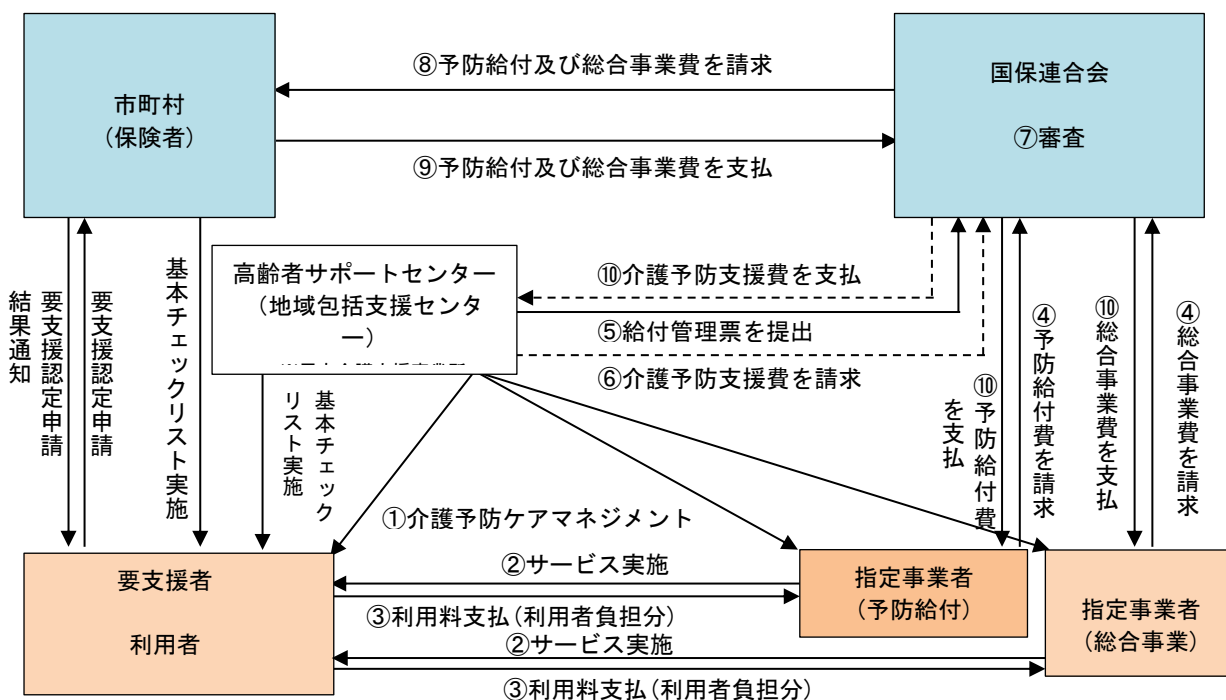 ⑧予防給付及び総合事業費を請求
市町村
(保険者)
国保連合会
⑦審査
⑨予防給付及び総合事業費を支払
高齢者サポートセンター
(地域包括支援センタ
ー)
⑩介護予防支援費を支払
⑤給付管理票を提出
⑥介護予防支援費を請求
要支援認定申請
結果通知
要支援認定申請
基本チェックリスト実施
基本チェック
リスト実施
⑩予防給付費
を支払
④予防給付費を請求
⑩総合事業費を支払
④総合事業費を請求
①介護予防ケアマネジメント
要支援者
利用者
②サービス実施
③利用料支払(利用者負担分)
②サービス実施
③利用料支払(利用者負担分)
指定事業者
(予防給付)
指定事業者
(総合事業)